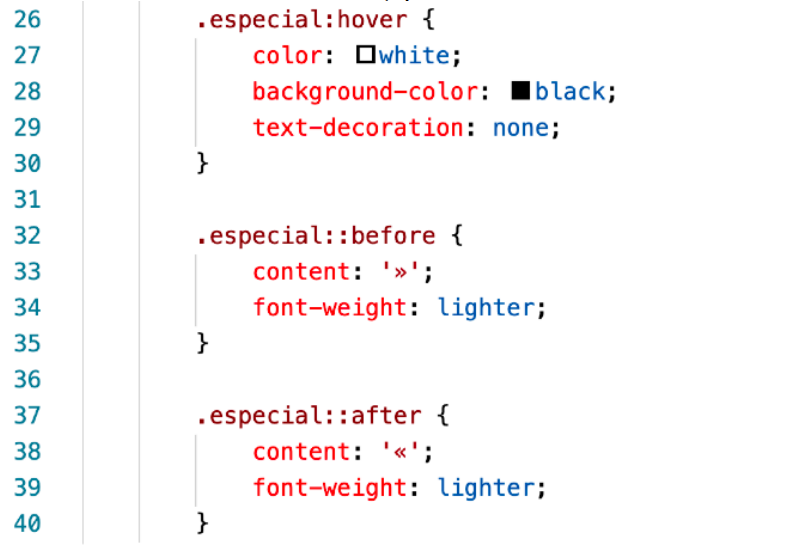 26 .especial:hover {
27 color: white;
28 background-color: black;
29 text-decoration: none;
30 }
31
32 .especial::before {
33 content: '»';
34 font-weight: lighter;
35 }
36
37 .especial::after {
38 content: '«';
39 font-weight: lighter;
40 }